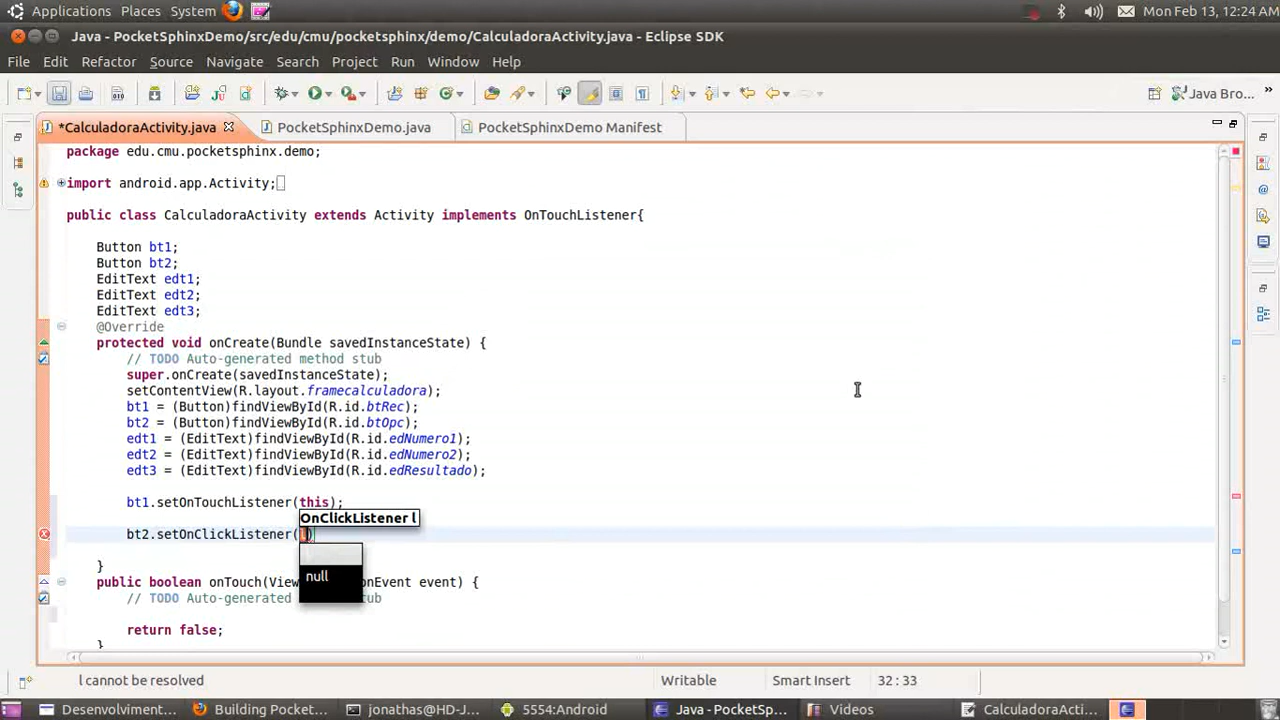 Applications Places System Mon Feb 13, 12:24 AM
Java - PocketSphinxDemo/src/edu/cmu/pocketsphinx/demo/CalculadoraActivity.java - Eclipse SDK
File Edit Refactor Source Navigate Search Project Run Window Help
Java Bro... »
*CalculadoraActivity.java PocketSphinxDemo.java PocketSphinxDemo Manifest
package edu.cmu.pocketsphinx.demo;
import android.app.Activity;
public class CalculadoraActivity extends Activity implements OnTouchListener{
Button bt1;
Button bt2;
EditText edt1;
EditText edt2;
EditText edt3;
@Override
protected void onCreate(Bundle savedInstanceState) {
// TODO Auto-generated method stub
super.onCreate(savedInstanceState);
setContentView(R.layout.framecalculadora);
bt1 = (Button)findViewById(R.id.btRec);
bt2 = (Button)findViewById(R.id.btOpc);
edt1 = (EditText)findViewById(R.id.edNumero1);
edt2 = (EditText)findViewById(R.id.edNumero2);
edt3 = (EditText)findViewById(R.id.edResultado);
bt1.setOnTouchListener(this);
OnClickListener l
bt2.setOnClickListener(l)
null
}
public boolean onTouch(View onEvent event) {
// TODO Auto-generated ub
return false;
}
l cannot be resolved Writable Smart Insert 32 : 33
Desenvolviment... Building Pocket... jonathas@HD-J... 5554:Android Java - PocketSp... Videos CalculadoraActi...